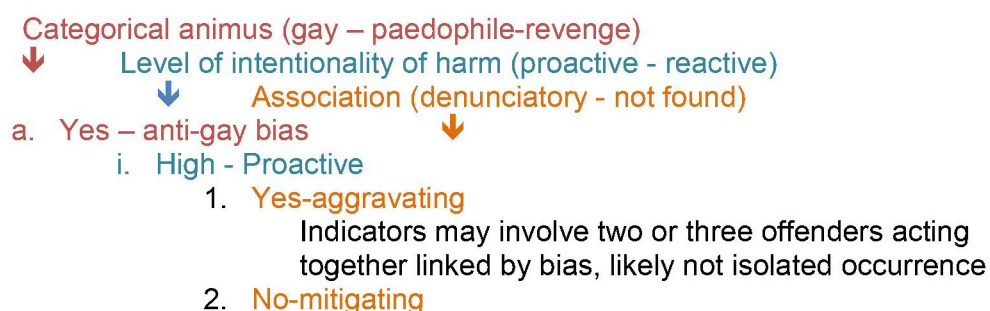 Categorical animus (gay – paedophile-revenge)
Level of intentionality of harm (proactive - reactive)
Association (denunciatory - not found)
a. Yes – anti-gay bias
i. High - Proactive
1. Yes-aggravating
Indicators may involve two or three offenders acting
together linked by bias, likely not isolated occurrence
2. No-mitigating